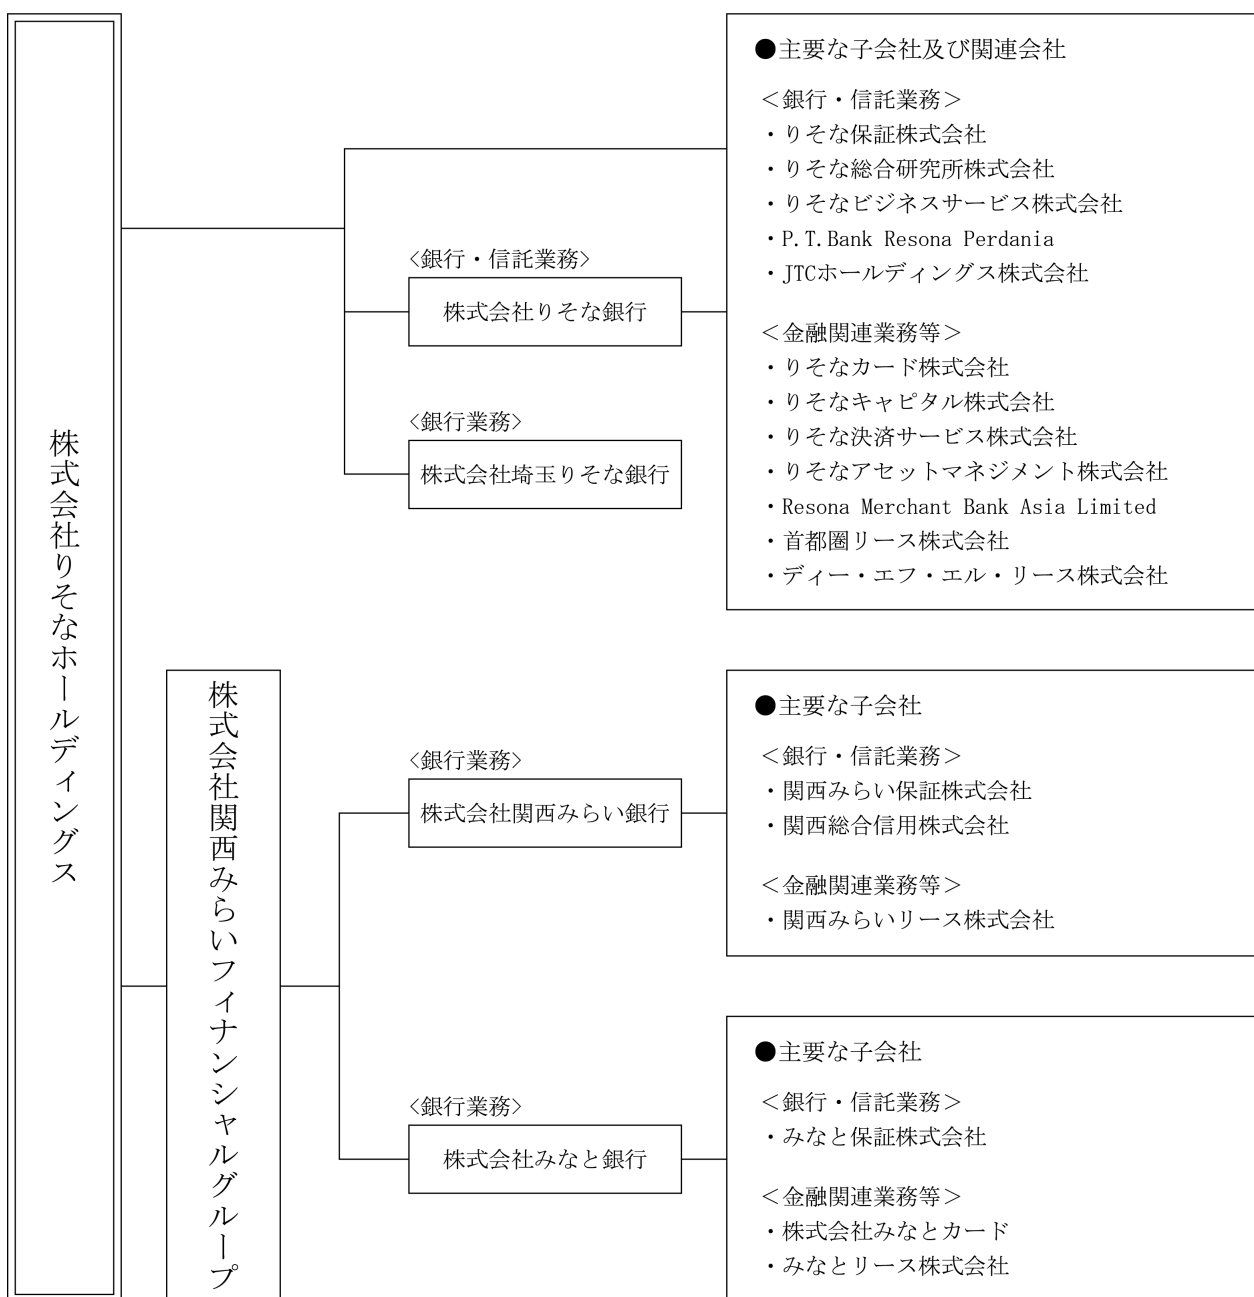 株式会社りそなホールディングス
●主要な子会社及び関連会社
＜銀行・信託業務＞
・りそな保証株式会社
・りそな総合研究所株式会社
・りそなビジネスサービス株式会社
・P.T.Bank Resona Perdania
・JTCホールディングス株式会社
＜金融関連業務等＞
・りそなカード株式会社
・りそなキャピタル株式会社
・りそな決済サービス株式会社
・りそなアセットマネジメント株式会社
・Resona Merchant Bank Asia Limited
・首都圏リース株式会社
・ディー・エフ・エル・リース株式会社
<銀行・信託業務>
株式会社りそな銀行
<銀行業務>
株式会社埼玉りそな銀行
株式会社関西みらいフィナンシャルグループ
<銀行業務>
株式会社関西みらい銀行
●主要な子会社
＜銀行・信託業務＞
・関西みらい保証株式会社
・関西総合信用株式会社
＜金融関連業務等＞
・関西みらいリース株式会社
<銀行業務>
株式会社みなと銀行
●主要な子会社
＜銀行・信託業務＞
・みなと保証株式会社
＜金融関連業務等＞
・株式会社みなとカード
・みなとリース株式会社